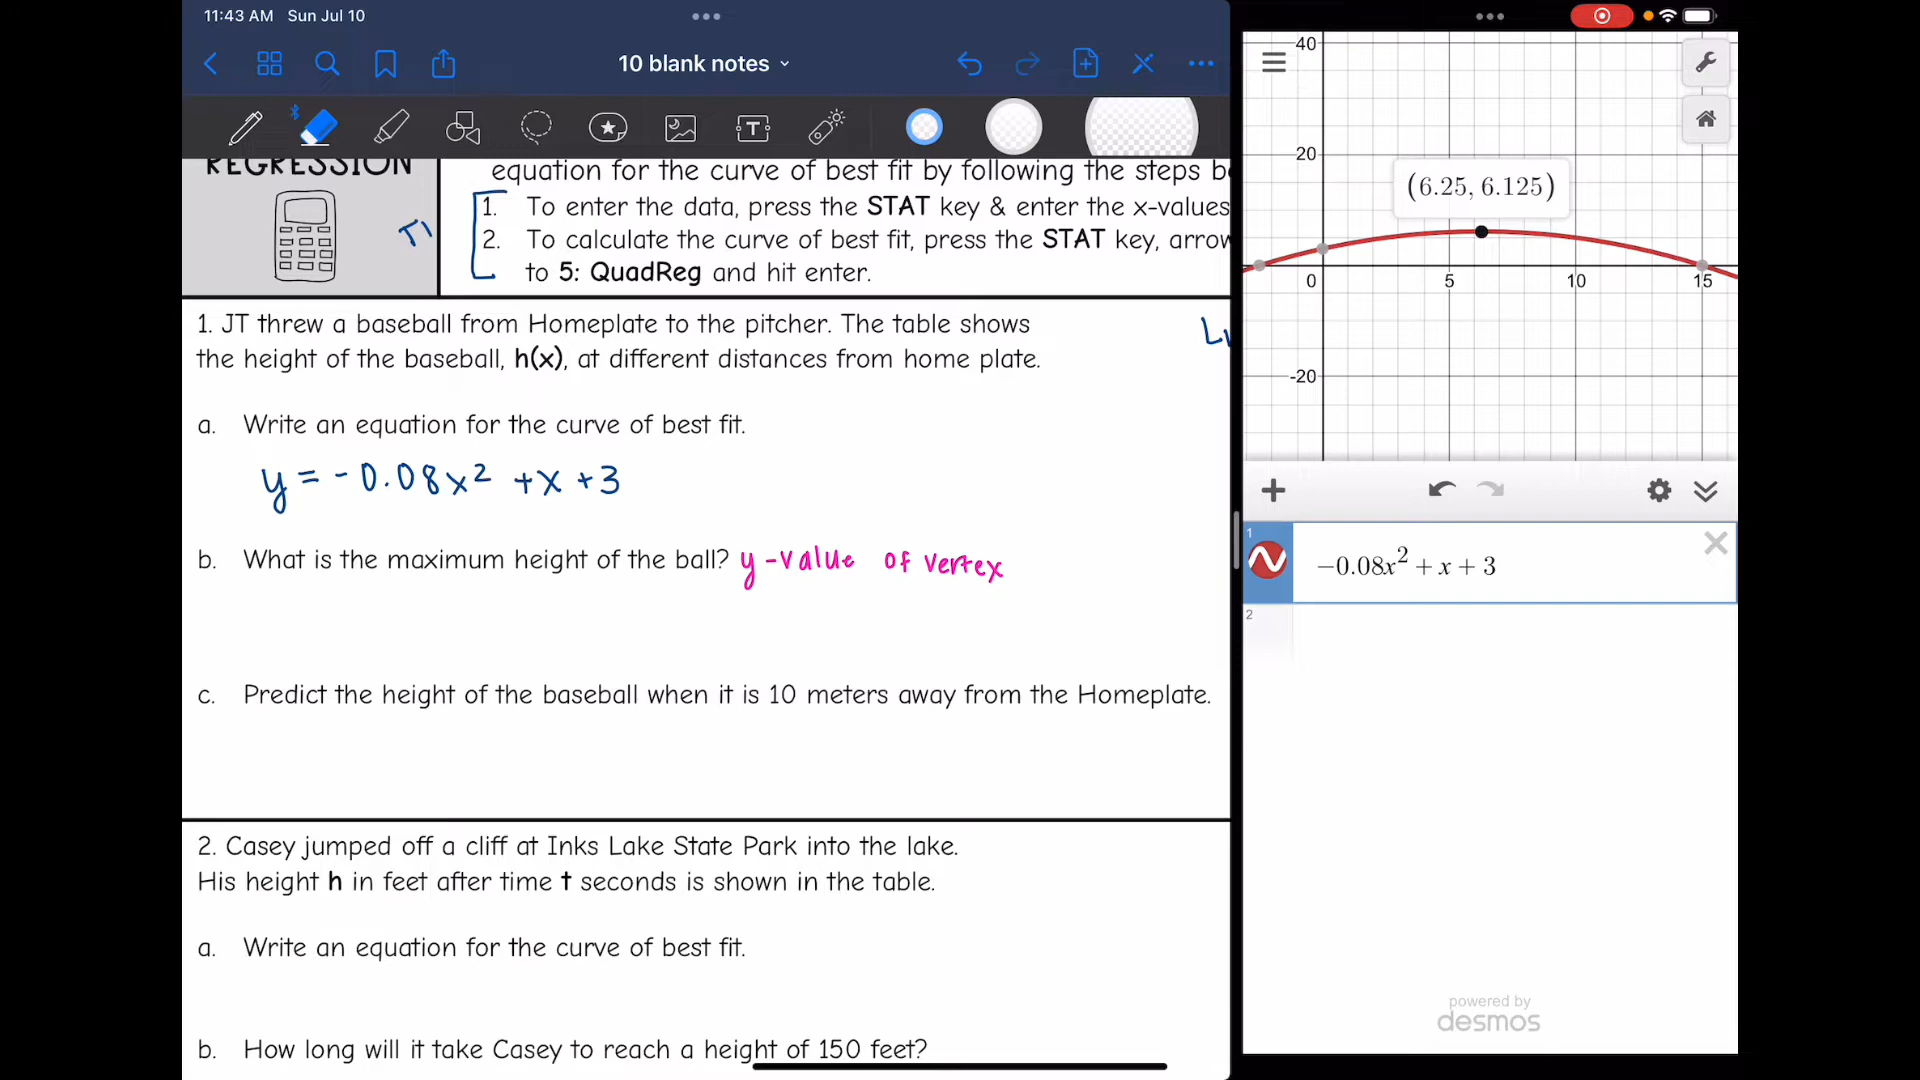 11:43 AM Sun Jul 10
10 blank notes
REGRESSION
equation for the curve of best fit by following the steps b
1. To enter the data, press the STAT key & enter the x-values
2. To calculate the curve of best fit, press the STAT key, arrow
to 5: QuadReg and hit enter.
TI
1. JT threw a baseball from Homeplate to the pitcher. The table shows
the height of the baseball, h(x), at different distances from home plate.
a. Write an equation for the curve of best fit.
y = -0.08x² + x + 3
b. What is the maximum height of the ball? y-value of vertex
c. Predict the height of the baseball when it is 10 meters away from the Homeplate.
2. Casey jumped off a cliff at Inks Lake State Park into the lake.
His height h in feet after time t seconds is shown in the table.
a. Write an equation for the curve of best fit.
b. How long will it take Casey to reach a height of 150 feet?
40
20
(6.25, 6.125)
0 5 10 15
-20
1
−0.08x² + x + 3
2
powered by
desmos